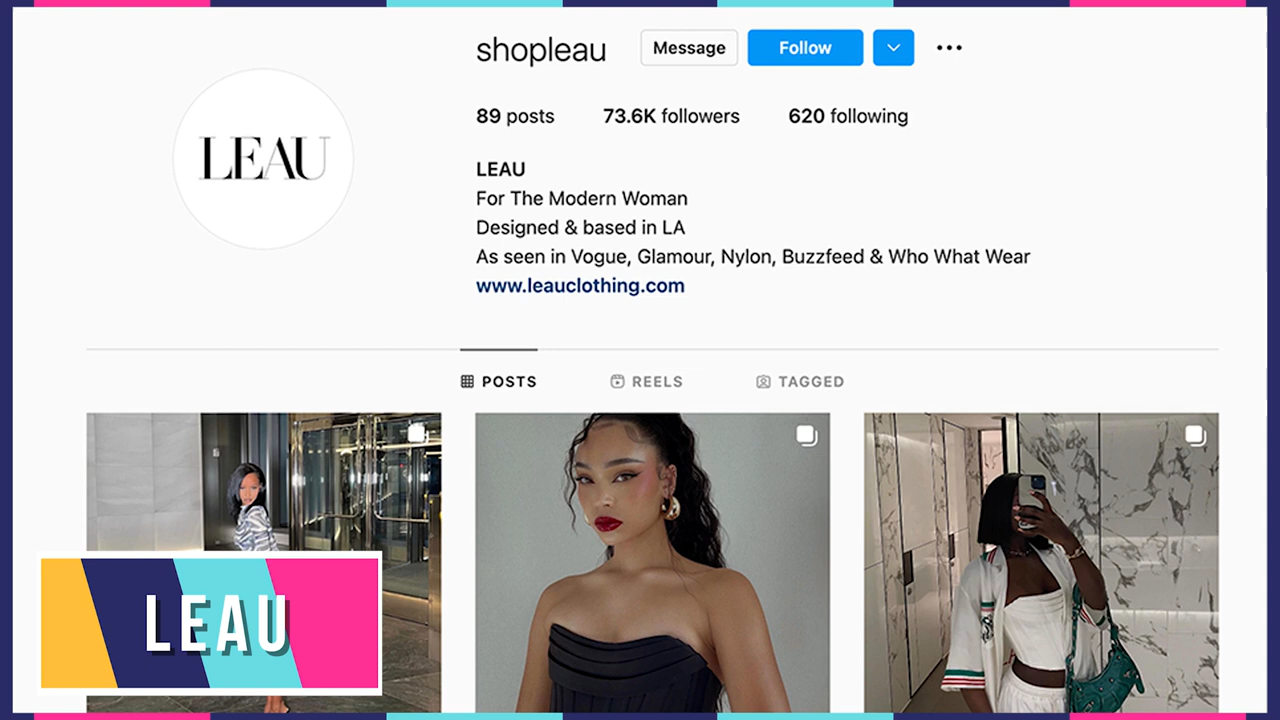 shopleau Message Follow
89 posts 73.6K followers 620 following
LEAU
LEAU
For The Modern Woman
Designed & based in LA
As seen in Vogue, Glamour, Nylon, Buzzfeed & Who What Wear
www.leauclothing.com
POSTS REELS TAGGED
LEAU